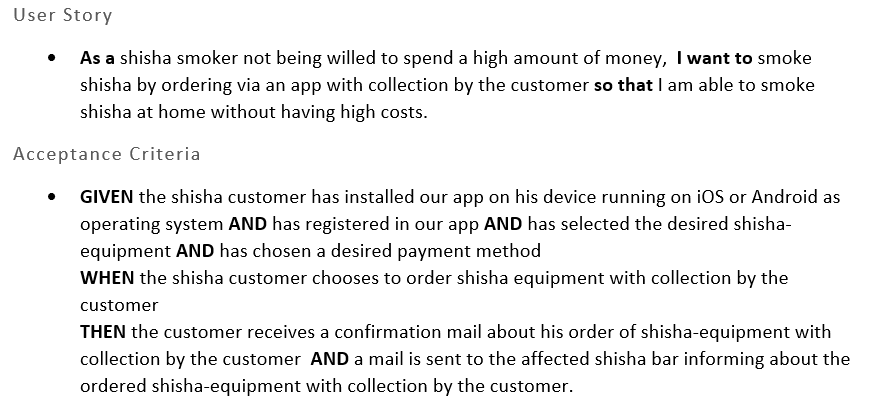 User Story
• As a shisha smoker not being willed to spend a high amount of money,  I want to smoke
shisha by ordering via an app with collection by the customer so that I am able to smoke
shisha at home without having high costs.
Acceptance Criteria
• GIVEN the shisha customer has installed our app on his device running on iOS or Android as
operating system AND has registered in our app AND has selected the desired shisha-
equipment AND has chosen a desired payment method
WHEN the shisha customer chooses to order shisha equipment with collection by the
customer
THEN the customer receives a confirmation mail about his order of shisha-equipment with
collection by the customer  AND a mail is sent to the affected shisha bar informing about the
ordered shisha-equipment with collection by the customer.